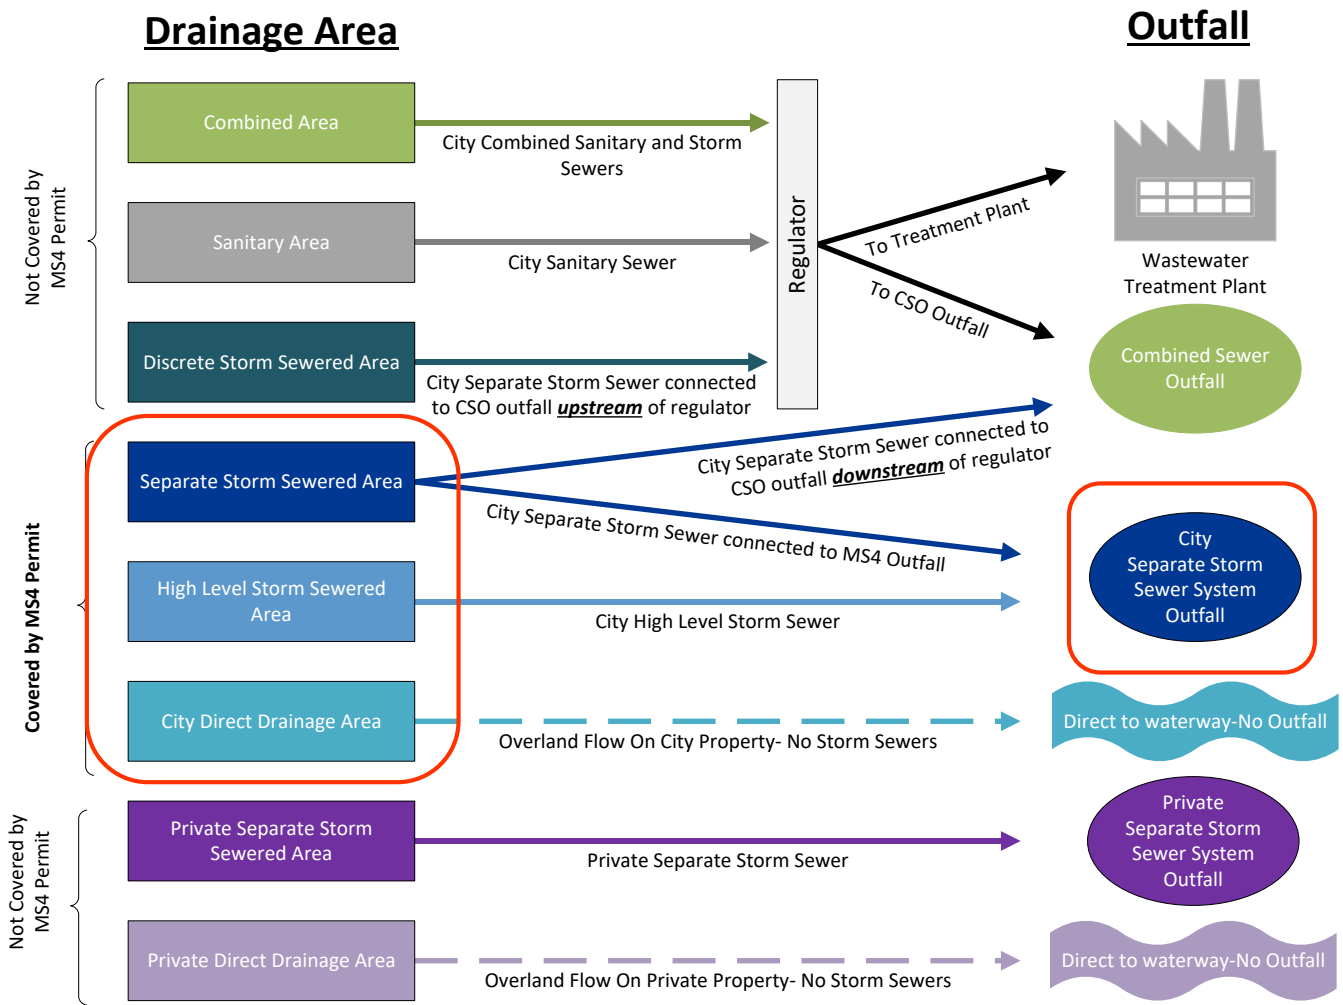 Drainage Area
Outfall
Not Covered by
MS4 Permit
Combined Area
City Combined Sanitary and Storm
Sewers
Sanitary Area
City Sanitary Sewer
Discrete Storm Sewered Area
City Separate Storm Sewer connected
to CSO outfall upstream of regulator
Regulator
To Treatment Plant
To CSO Outfall
Wastewater
Treatment Plant
Combined Sewer
Outfall
Covered by MS4 Permit
Separate Storm Sewered Area
City Separate Storm Sewer connected to
CSO outfall downstream of regulator
City Separate Storm Sewer connected to MS4 Outfall
City
Separate Storm
Sewer System
Outfall
High Level Storm Sewered
Area
City High Level Storm Sewer
City Direct Drainage Area
Overland Flow On City Property- No Storm Sewers
Direct to waterway-No Outfall
Not Covered by
MS4 Permit
Private Separate Storm
Sewered Area
Private Separate Storm Sewer
Private
Separate Storm
Sewer System
Outfall
Private Direct Drainage Area
Overland Flow On Private Property- No Storm Sewers
Direct to waterway-No Outfall